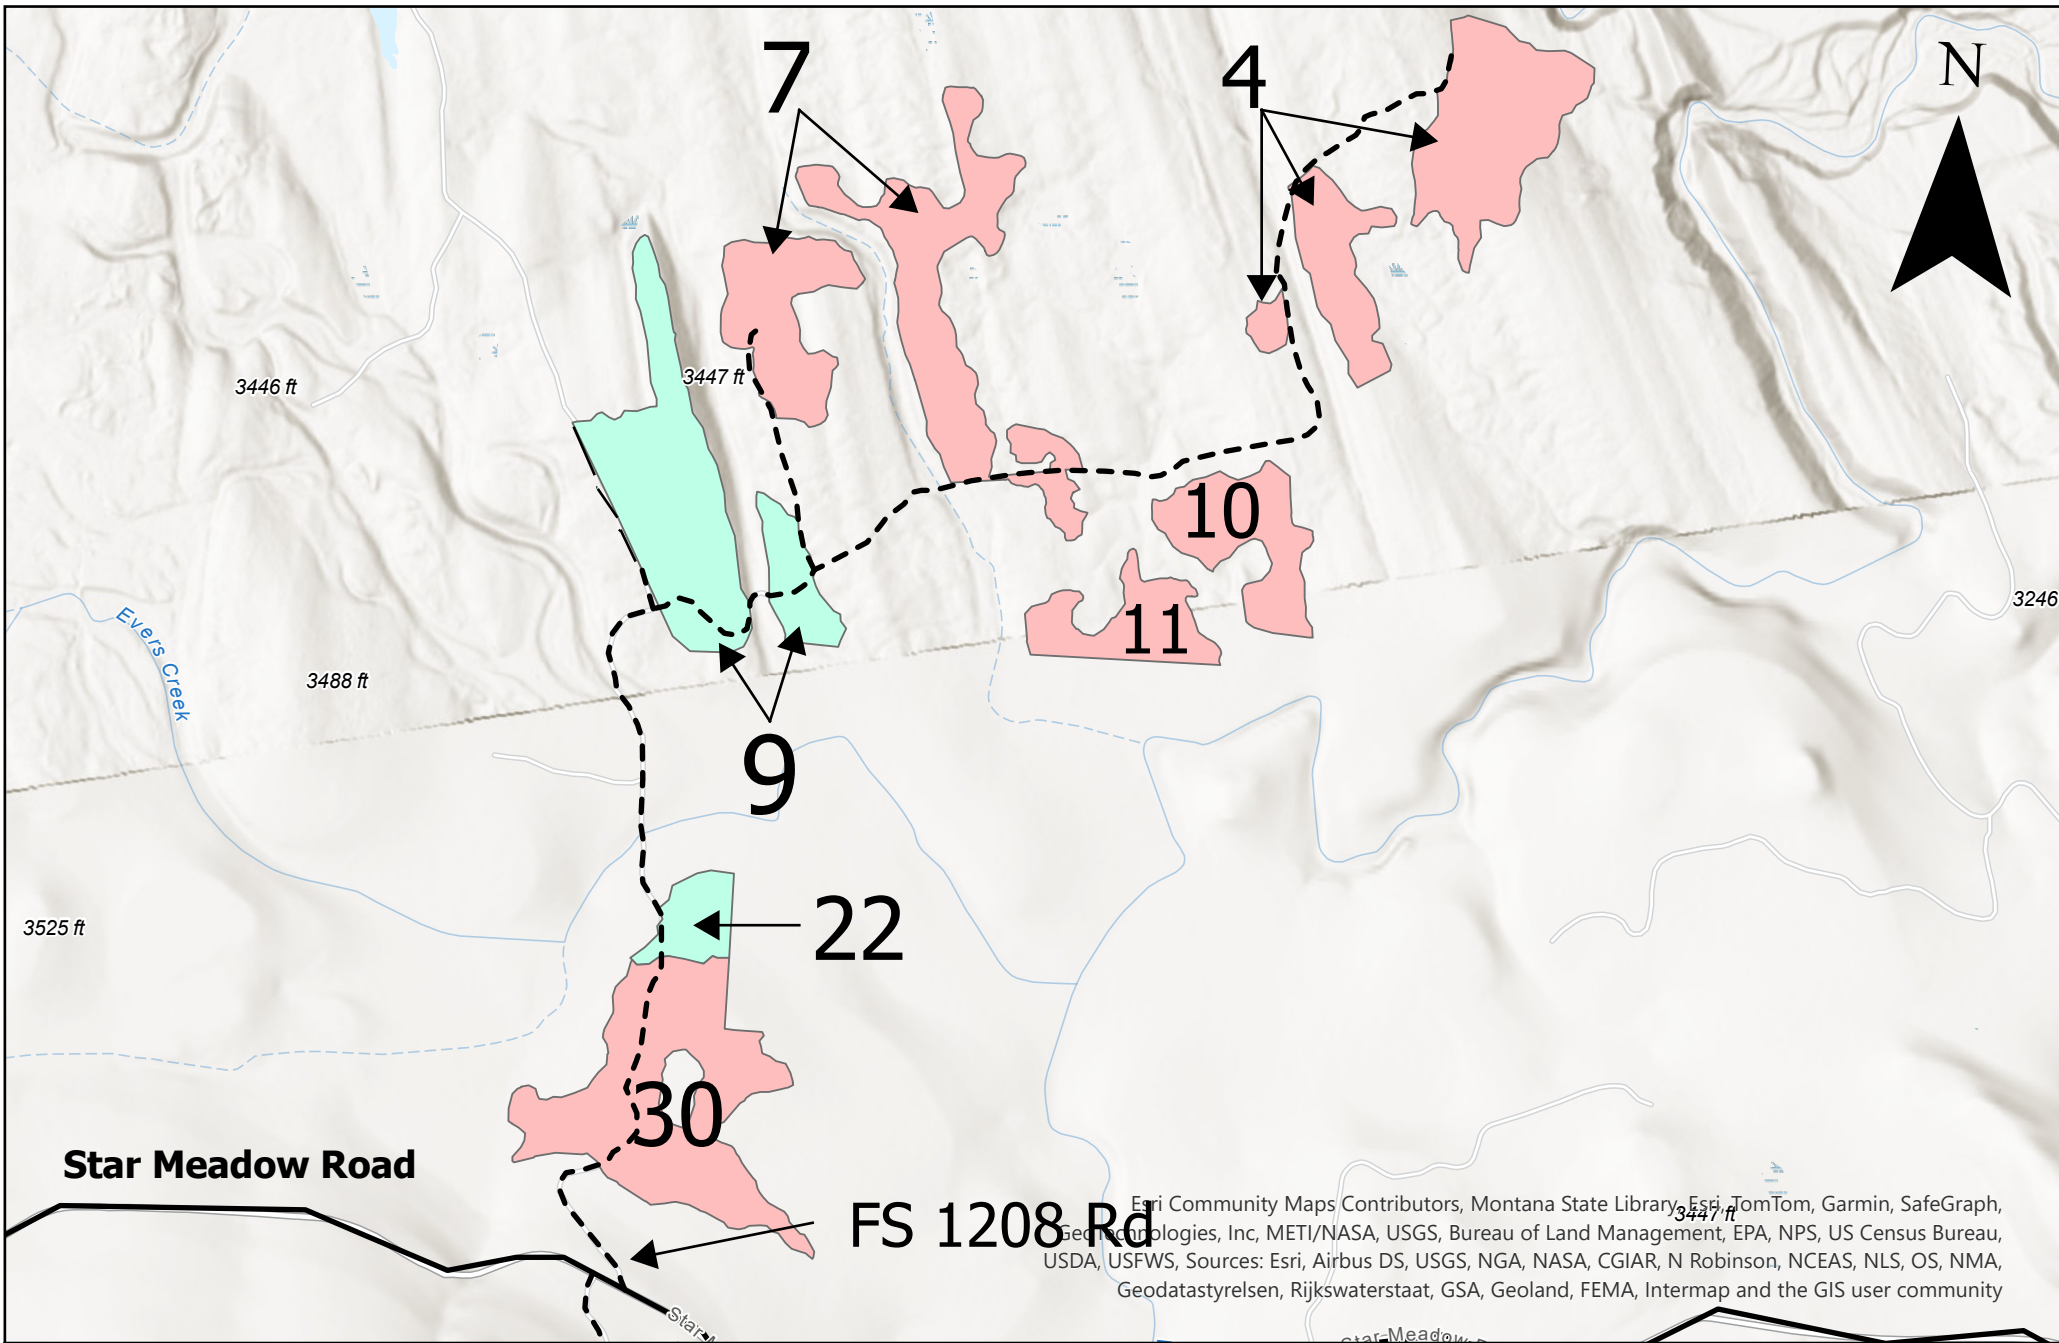 7
4
N
3446 ft
3447 ft
10
11
3246
Evers Creek
3488 ft
9
22
3525 ft
30
Star Meadow Road
FS 1208 Rd
3447 ft
Esri Community Maps Contributors, Montana State Library, Esri, TomTom, Garmin, SafeGraph,
GeoTechnologies, Inc, METI/NASA, USGS, Bureau of Land Management, EPA, NPS, US Census Bureau,
USDA, USFWS, Sources: Esri, Airbus DS, USGS, NGA, NASA, CGIAR, N Robinson, NCEAS, NLS, OS, NMA,
Geodatastyrelsen, Rijkswaterstaat, GSA, Geoland, FEMA, Intermap and the GIS user community
Star
Star Meadow